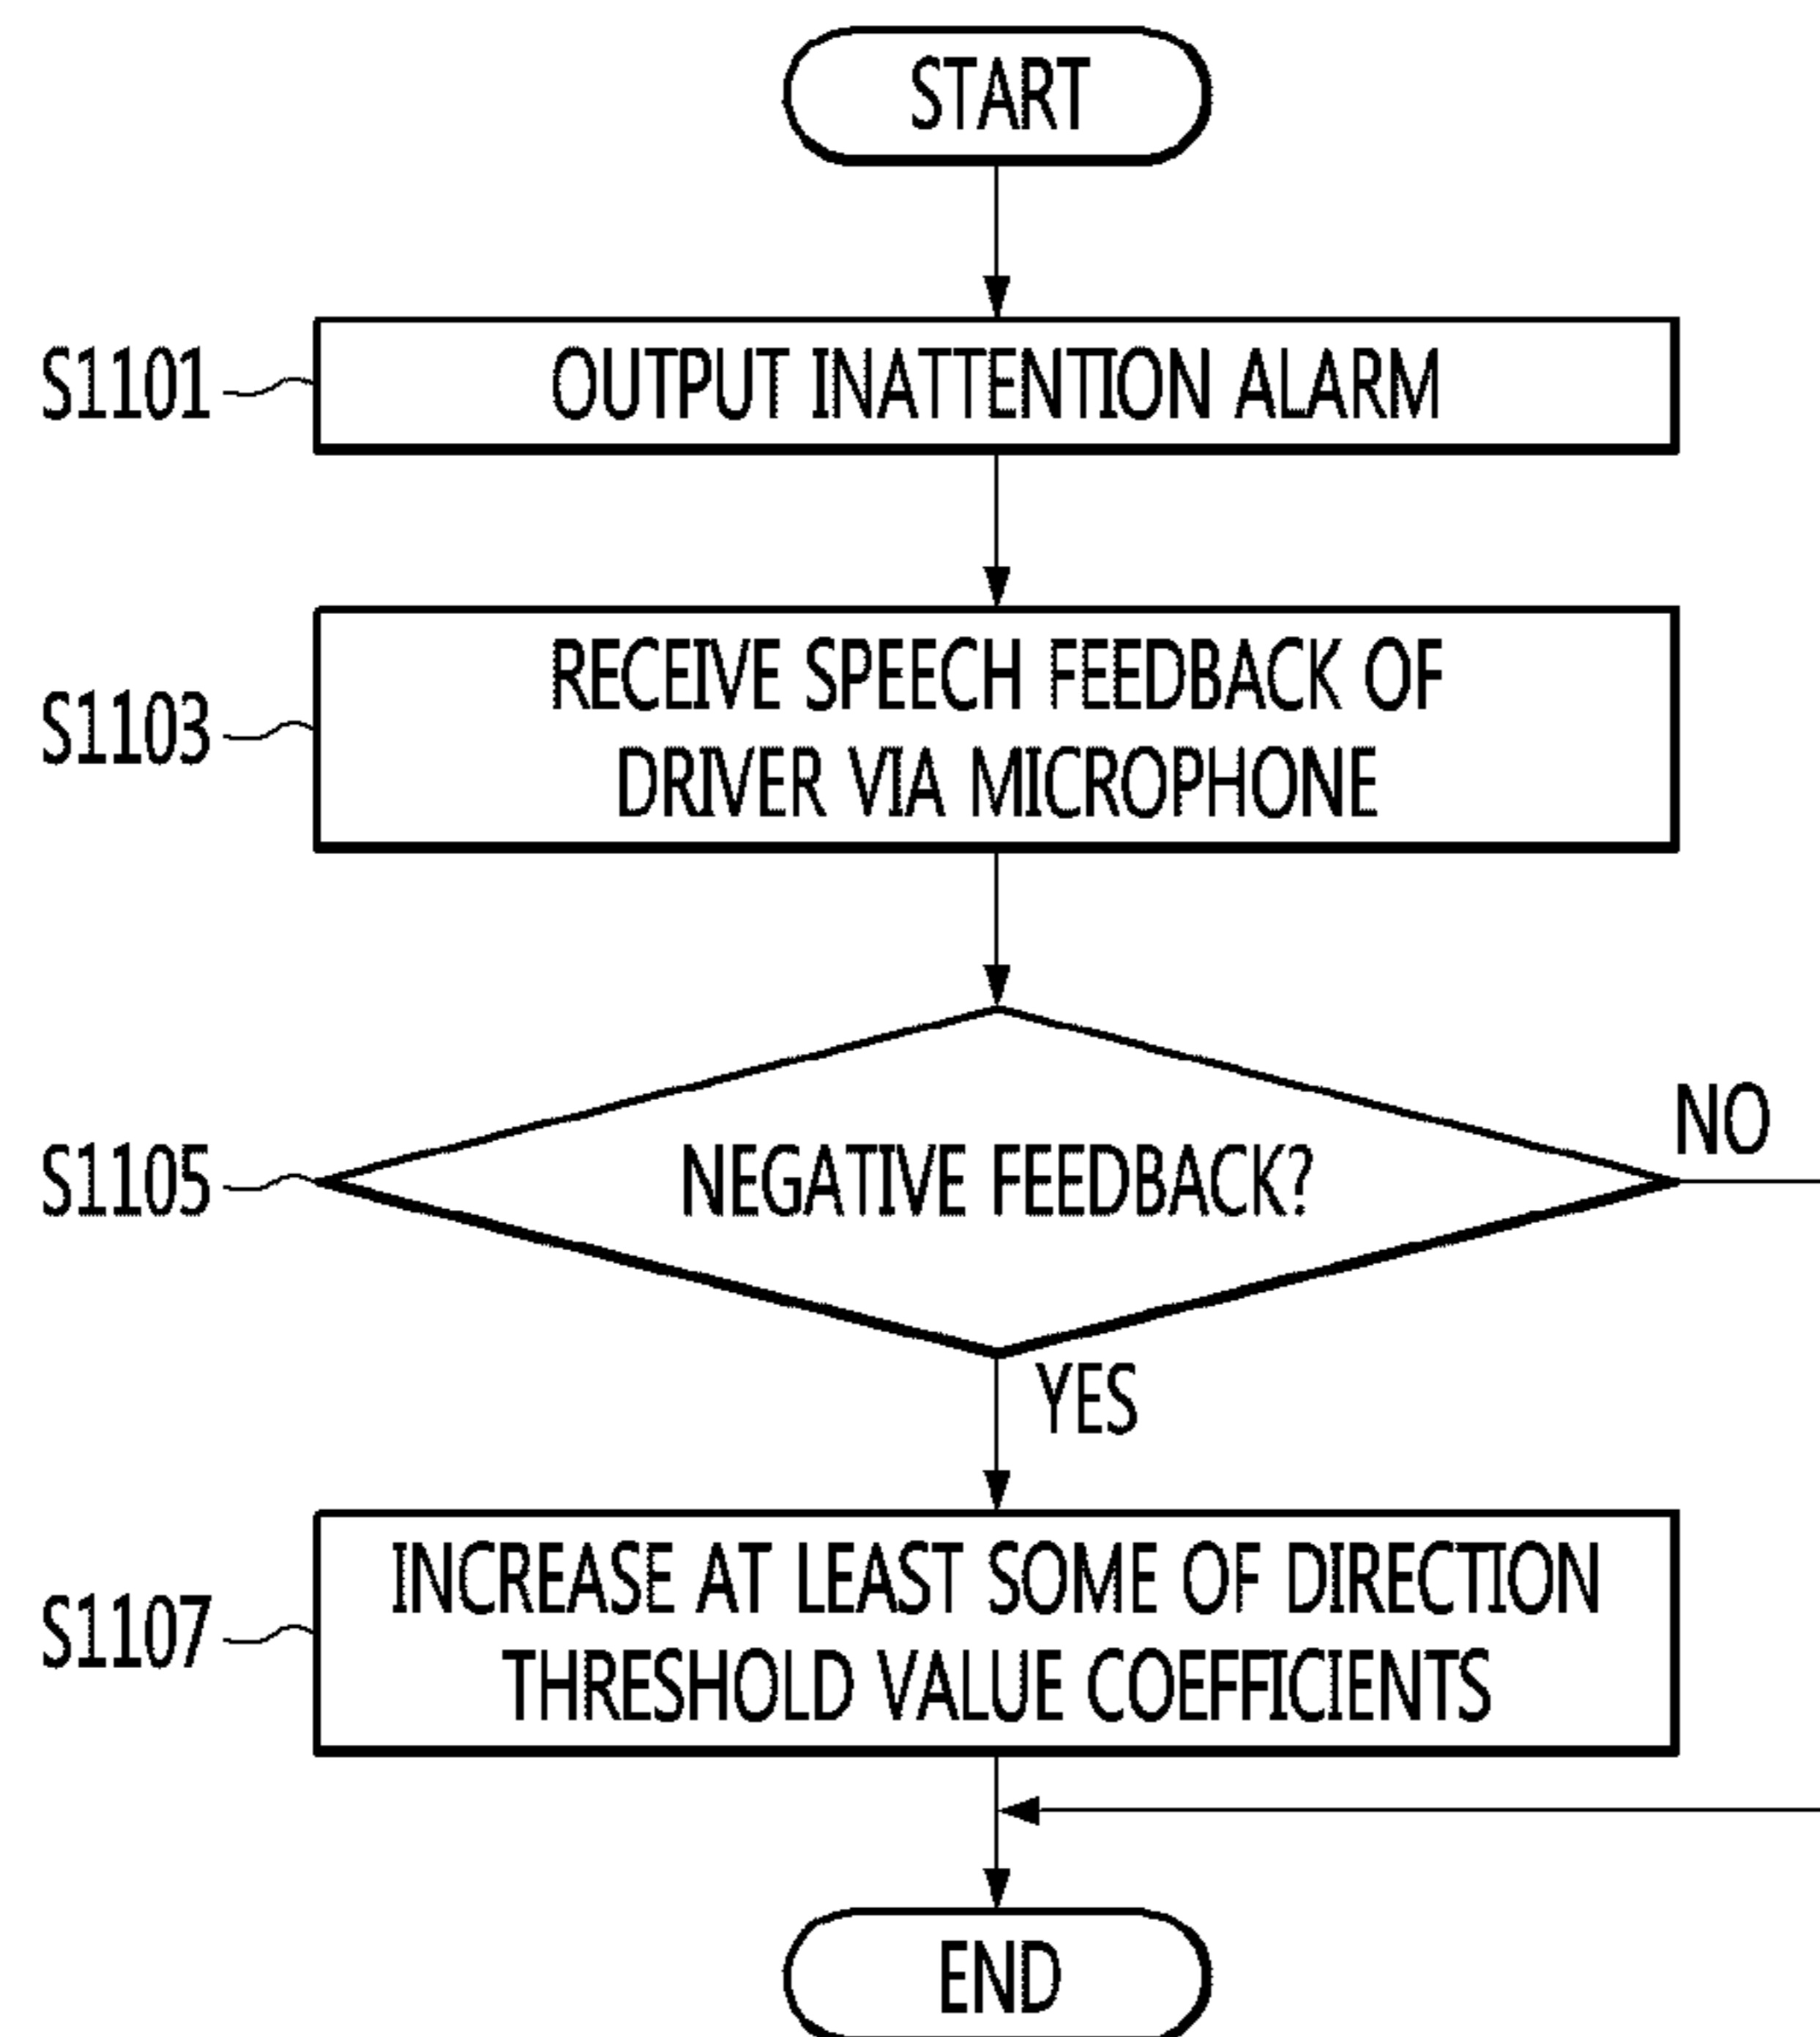 START
S1101
OUTPUT INATTENTION ALARM
S1103
RECEIVE SPEECH FEEDBACK OF
DRIVER VIA MICROPHONE
S1105
NEGATIVE FEEDBACK?
NO
YES
S1107
INCREASE AT LEAST SOME OF DIRECTION
THRESHOLD VALUE COEFFICIENTS
END